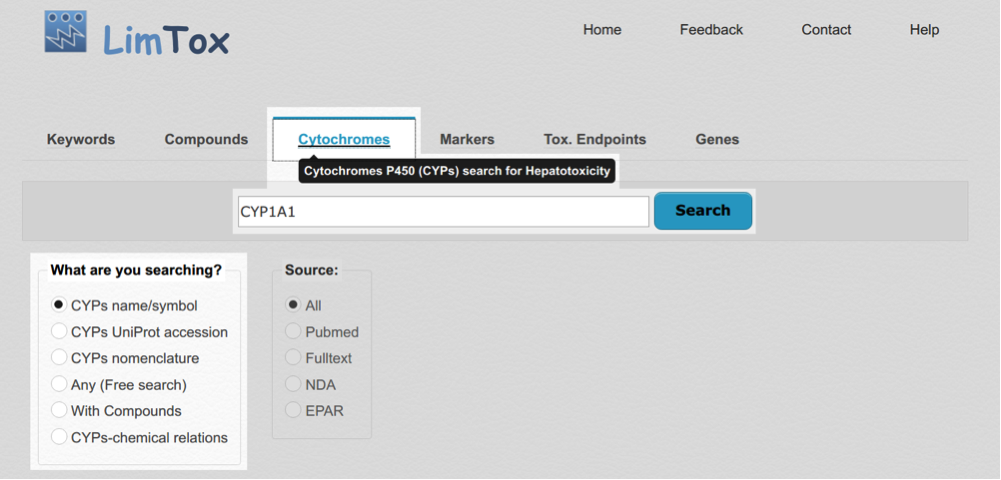 LimTox
Home Feedback Contact Help
Keywords Compounds Cytochromes Markers Tox. Endpoints Genes
Cytochromes P450 (CYPs) search for Hepatotoxicity
CYP1A1 Search
What are you searching?
CYPs name/symbol
CYPs UniProt accession
CYPs nomenclature
Any (Free search)
With Compounds
CYPs-chemical relations
Source:
All
Pubmed
Fulltext
NDA
EPAR